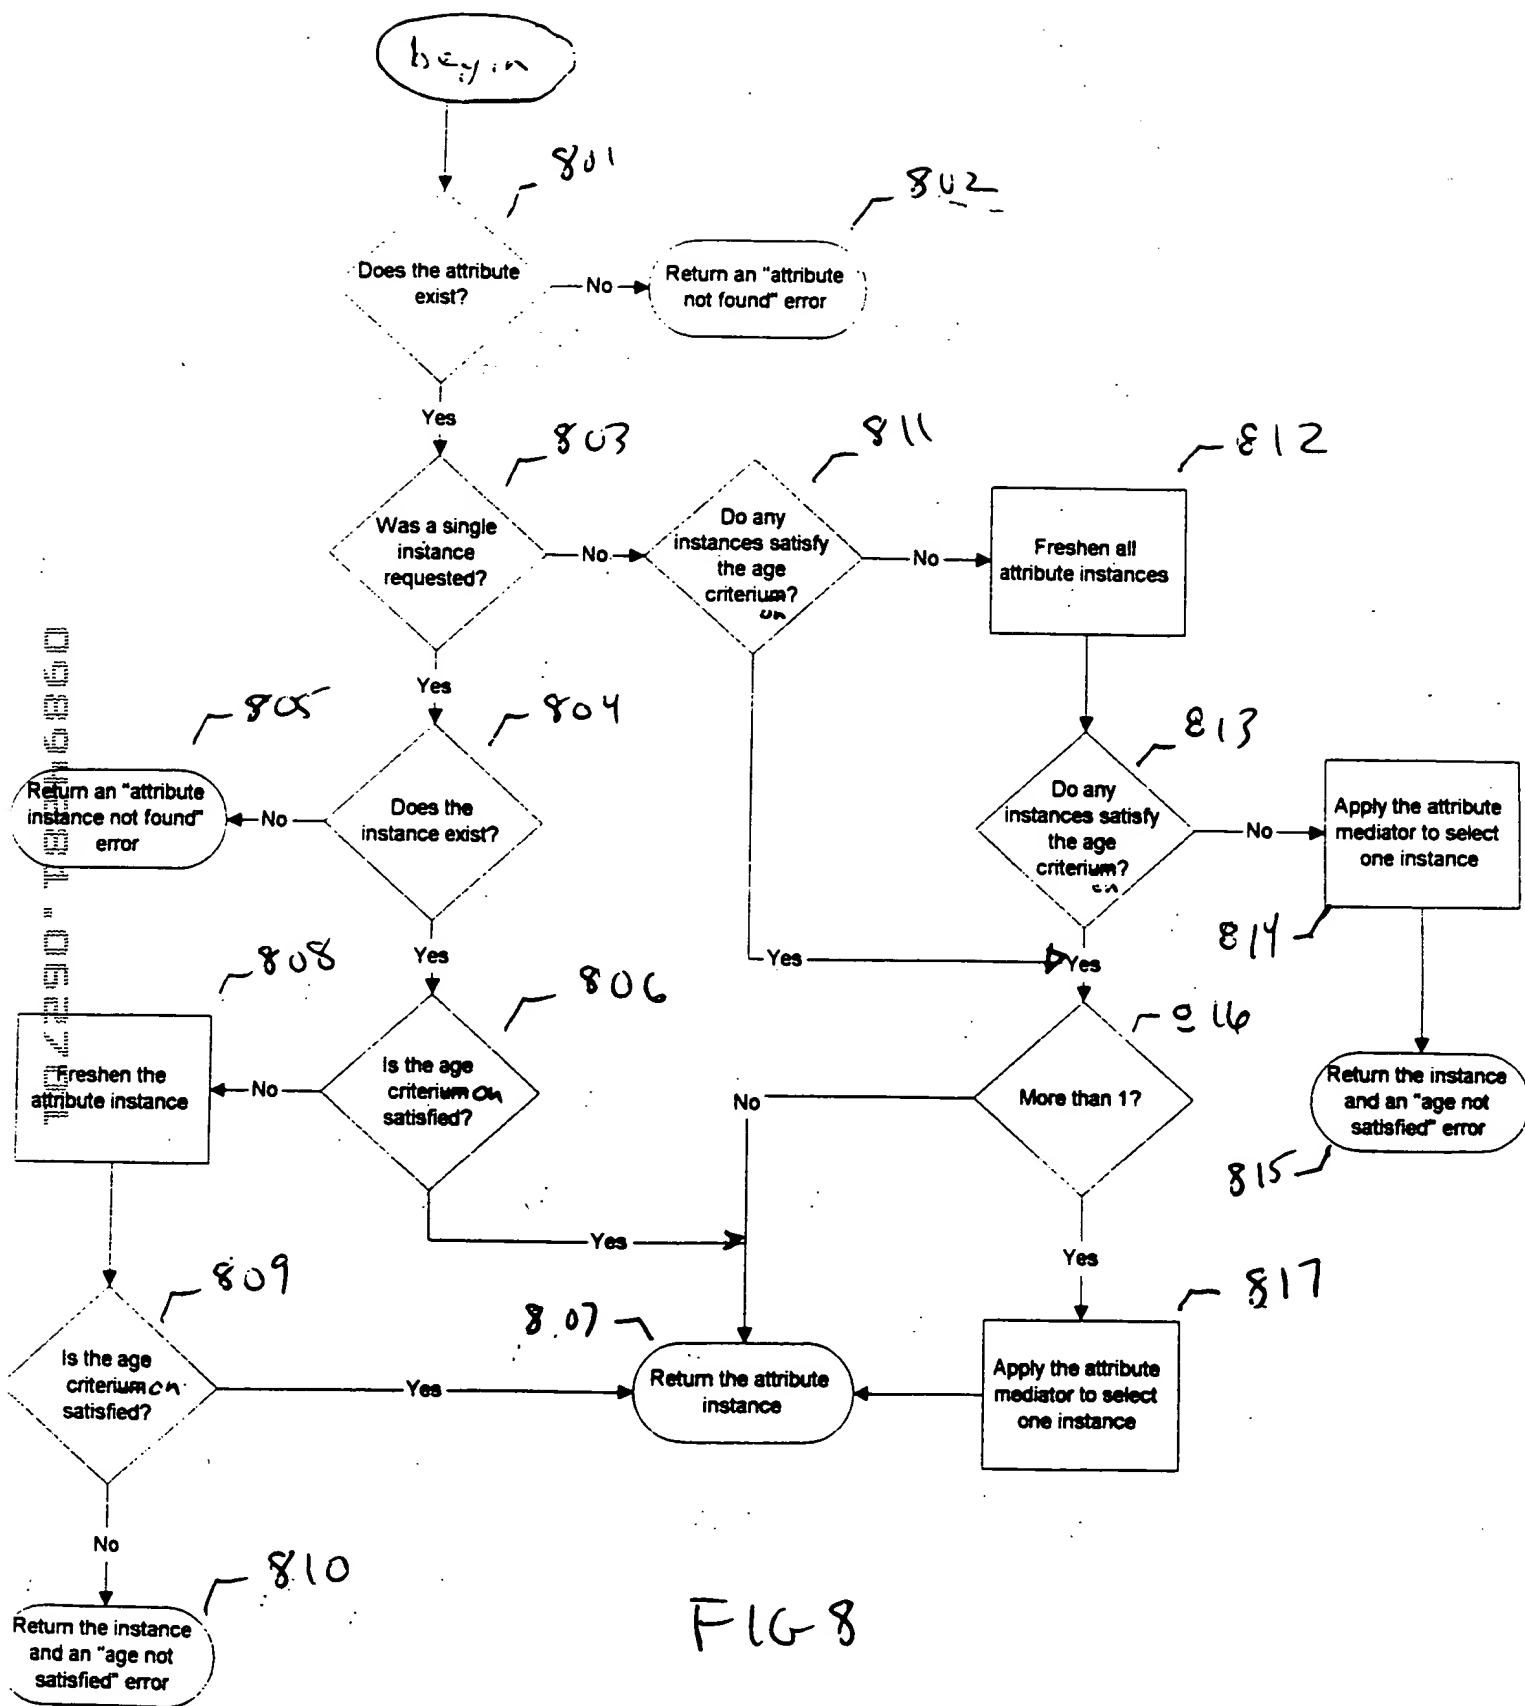 begin
801
802
Does the attribute
exist?
No
Return an "attribute
not found" error
Yes
803
811
812
Was a single
instance
requested?
No
Do any
instances satisfy
the age
criterium?
on
No
Freshen all
attribute instances
Yes
805
804
813
Return an "attribute
instance not found"
error
No
Does the
instance exist?
Do any
instances satisfy
the age
criterium?
on
No
Apply the attribute
mediator to select
one instance
814
Yes
Yes
Yes
808
806
816
Freshen the
attribute instance
No
Is the age
criterium on
satisfied?
No
More than 1?
Return the instance
and an "age not
satisfied" error
815
Yes
Yes
809
807
817
Is the age
criterium on
satisfied?
Yes
Return the attribute
instance
Apply the attribute
mediator to select
one instance
No
810
Return the instance
and an "age not
satisfied" error
FIG 8